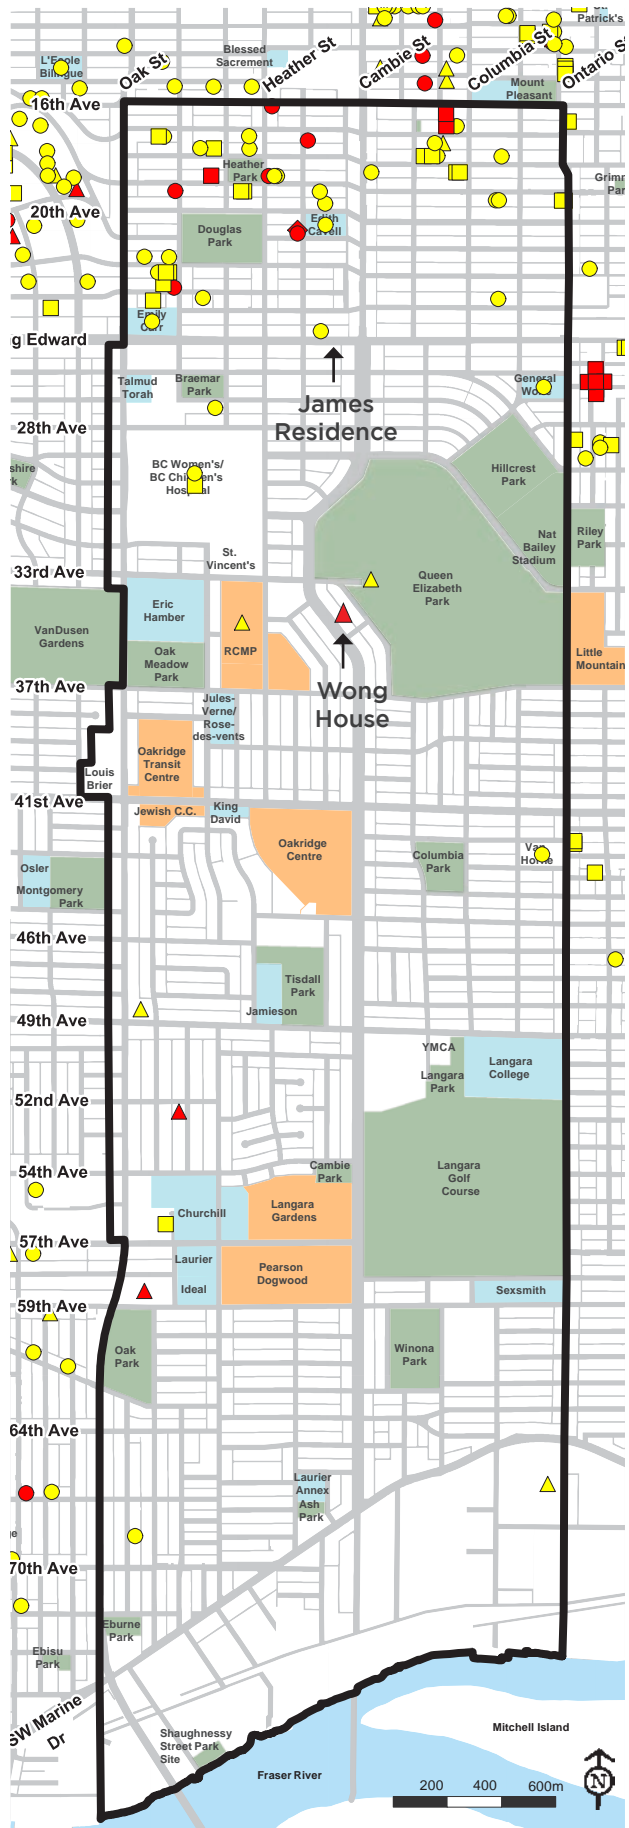 St.
Patrick's
Blessed
Sacrement
L'Ecole
Bilingue
Oak St
Heather St
Cambie St
Columbia St
Ontario St
Mount
Pleasant
16th Ave
Heather
Park
20th Ave
Douglas
Park
Edith
Cavell
Emily
Carr
g Edward
James
Residence
Talmud
Torah
Braemar
Park
General
28th Ave
BC Women's/
BC Children's
Hospital
Hillcrest
Park
shire
k
Nat
Bailey
Stadium
Riley
Park
St.
Vincent's
33rd Ave
Queen
Elizabeth
Park
Eric
Hamber
VanDusen
Gardens
Oak
Meadow
Park
RCMP
Little
Mountain
37th Ave
Wong
House
Jules-
Verne/
Rose-
des-vents
Oakridge
Transit
Centre
Louis
Brier
41st Ave
Jewish C.C.
King
David
Oakridge
Centre
Columbia
Park
Van
Horne
Osler
Montgomery
Park
46th Ave
Tisdall
Park
Jamieson
49th Ave
YMCA
Langara
Park
Langara
College
52nd Ave
Cambie
Park
54th Ave
Langara
Golf
Course
Langara
Gardens
Churchill
57th Ave
Laurier
Ideal
Pearson
Dogwood
Sexsmith
59th Ave
Oak
Park
Winona
Park
64th Ave
Laurier
Annex
Ash
Park
ge
70th Ave
Eburne
Park
Ebisu
Park
SW Marine
Dr
Shaughnessy
Street Park
Site
Mitchell Island
Fraser River
N
200 400 600m